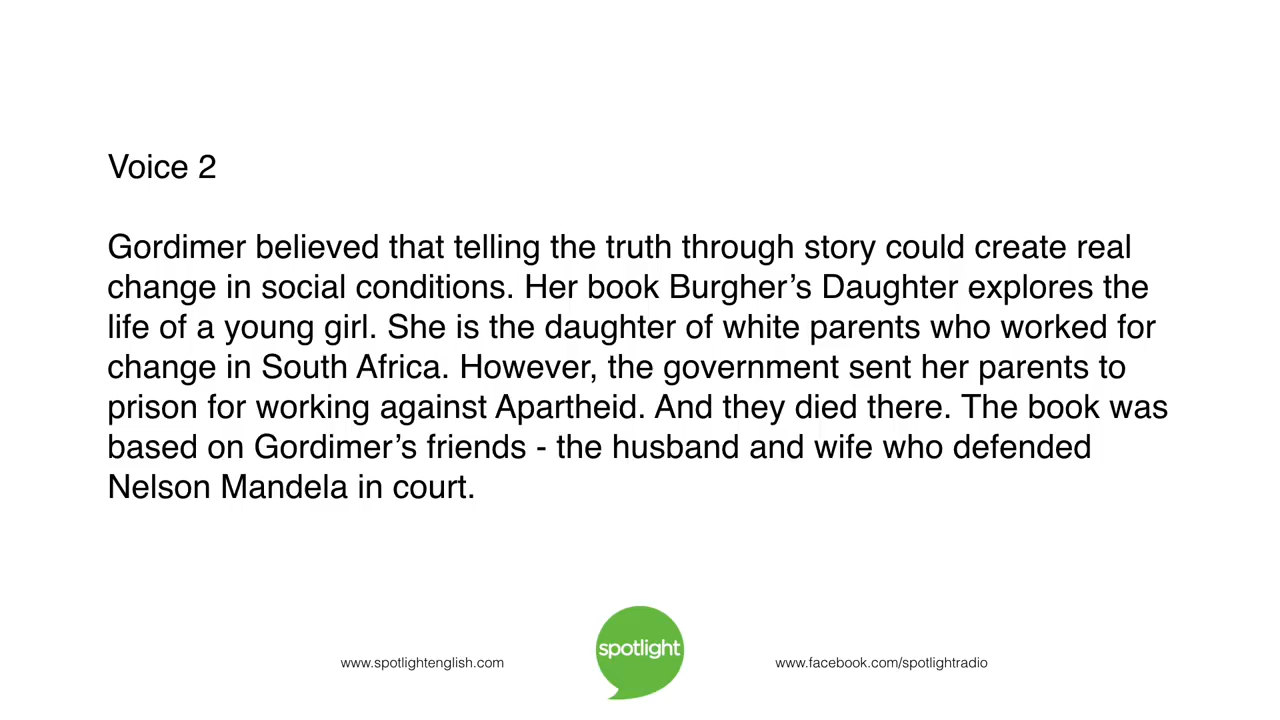 Voice 2
Gordimer believed that telling the truth through story could create real
change in social conditions. Her book Burgher’s Daughter explores the
life of a young girl. She is the daughter of white parents who worked for
change in South Africa. However, the government sent her parents to
prison for working against Apartheid. And they died there. The book was
based on Gordimer’s friends - the husband and wife who defended
Nelson Mandela in court.
spotlight
www.spotlightenglish.com
www.facebook.com/spotlightradio